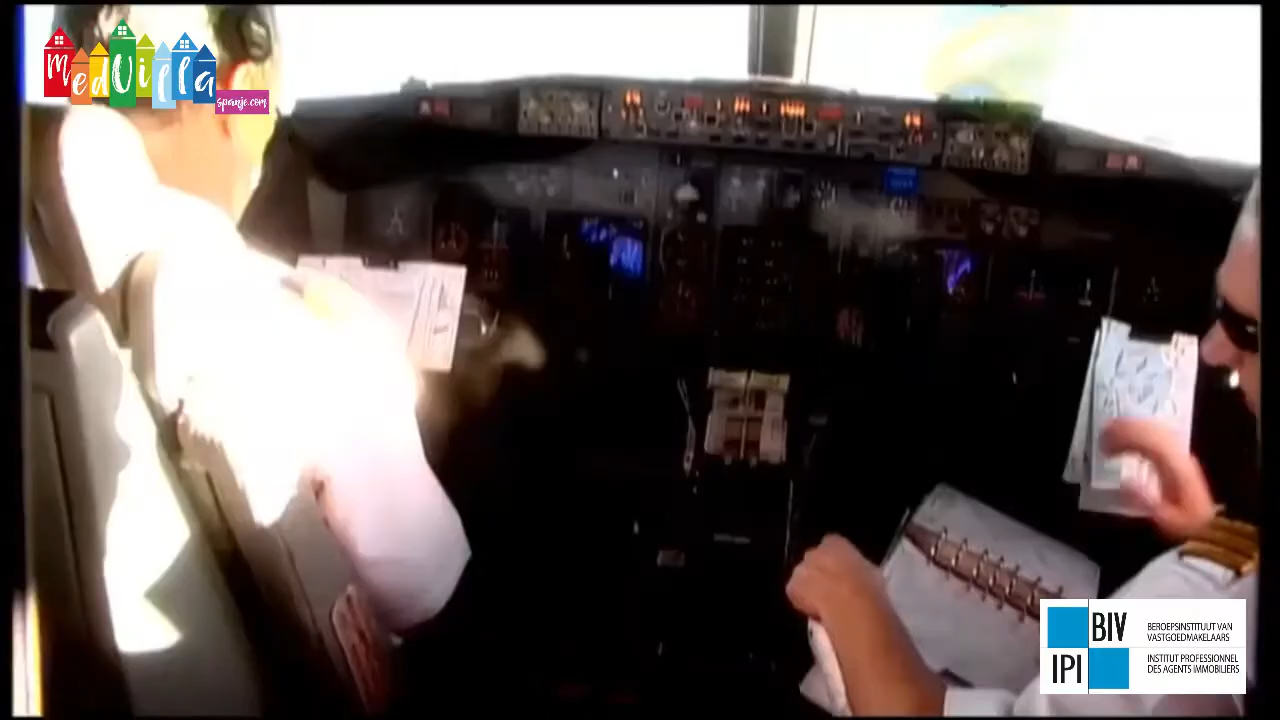 MedVilla
spanje.com
BIV
BEROEPSINSTITUUT VAN
VASTGOEDMAKELAARS
IPI
INSTITUT PROFESSIONNEL
DES AGENTS IMMOBILIERS